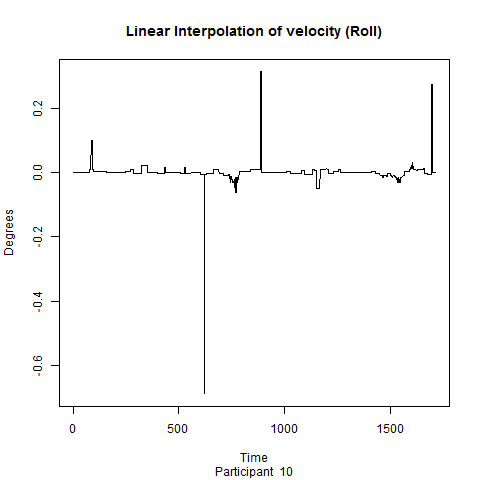 Linear Interpolation of velocity (Roll)
Degrees
0.2
0.0
-0.2
-0.4
-0.6
0
500
1000
1500
Time
Participant 10